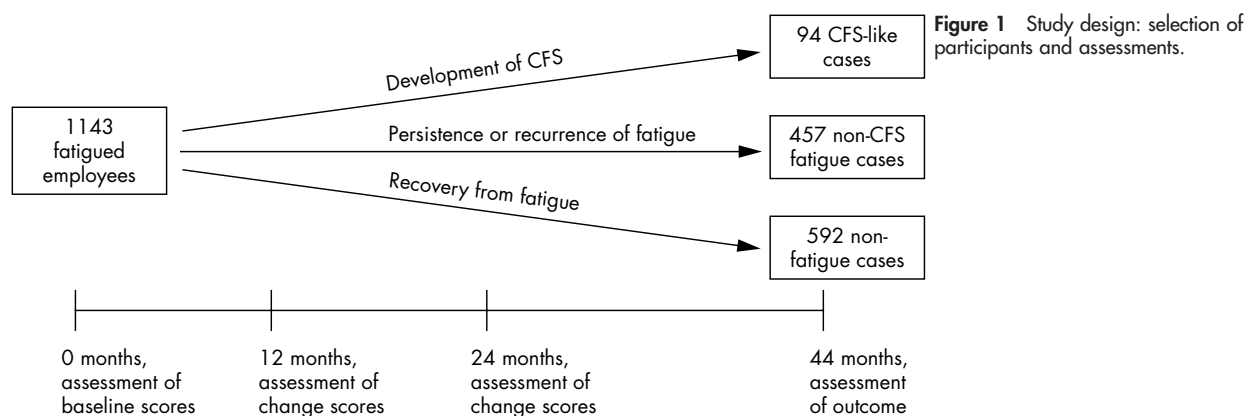 94 CFS-like
cases
Figure 1 Study design: selection of
participants and assessments.
Development of CFS
1143
fatigued
employees
Persistence or recurrence of fatigue
457 non-CFS
fatigue cases
Recovery from fatigue
592 non-
fatigue cases
0 months,
assessment of
baseline scores
12 months,
assessment of
change scores
24 months,
assessment of
change scores
44 months,
assessment
of outcome